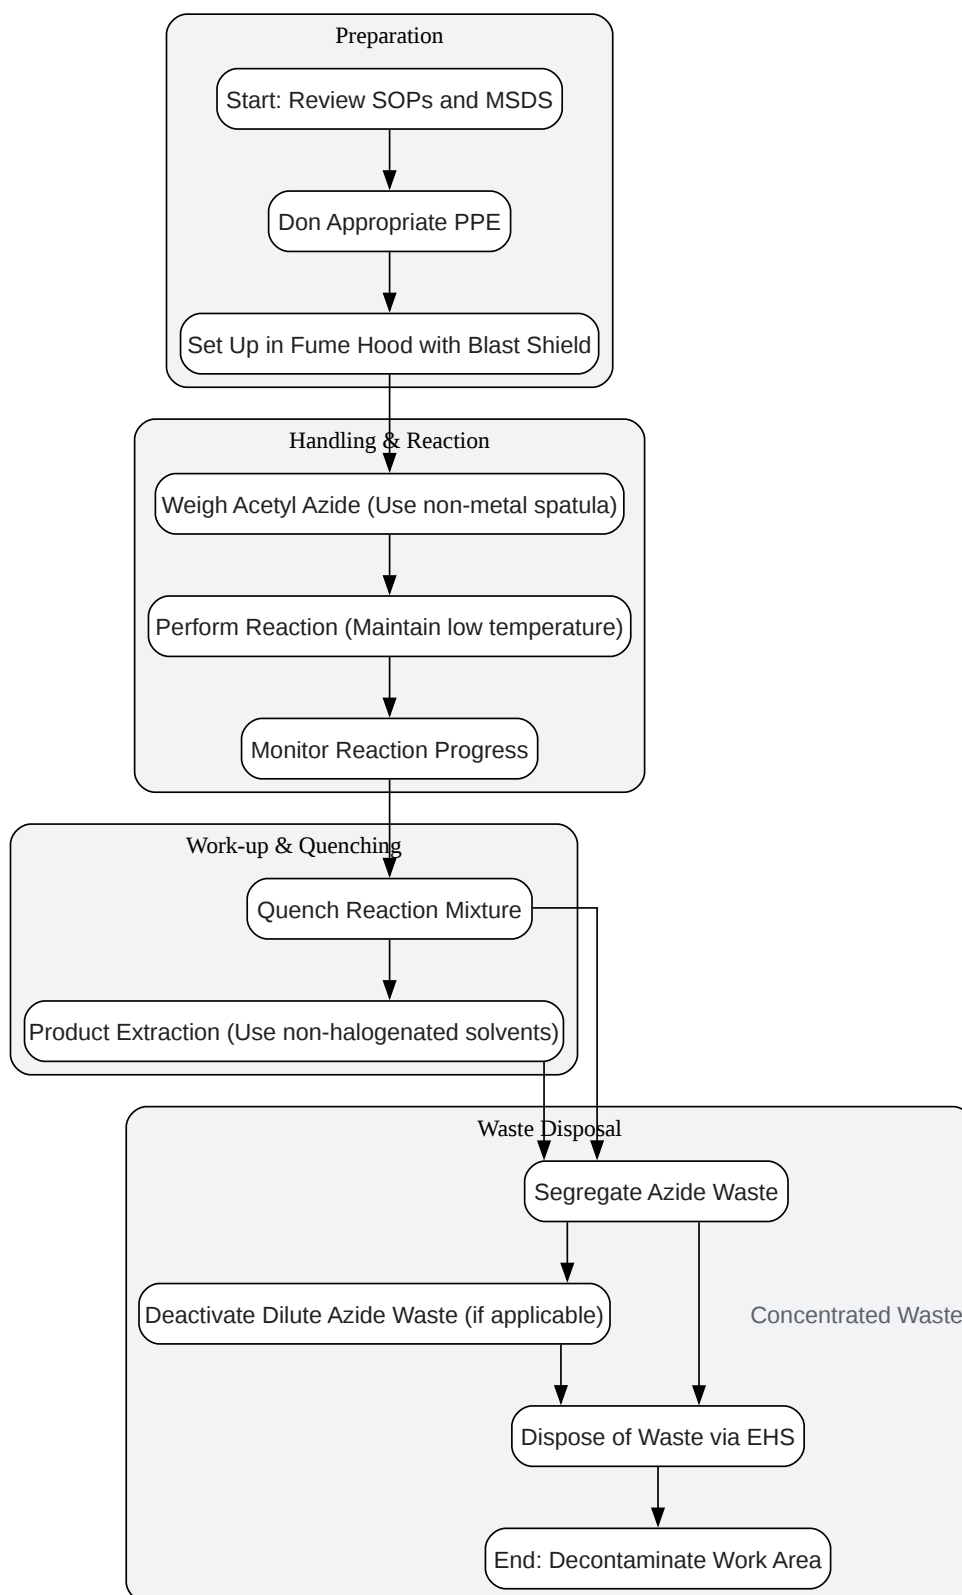 Preparation
Start: Review SOPs and MSDS
Don Appropriate PPE
Set Up in Fume Hood with Blast Shield
Handling & Reaction
Weigh Acetyl Azide (Use non-metal spatula)
Perform Reaction (Maintain low temperature)
Monitor Reaction Progress
Work-up & Quenching
Quench Reaction Mixture
Product Extraction (Use non-halogenated solvents)
Waste Disposal
Segregate Azide Waste
Deactivate Dilute Azide Waste (if applicable)
Concentrated Waste
Dispose of Waste via EHS
End: Decontaminate Work Area